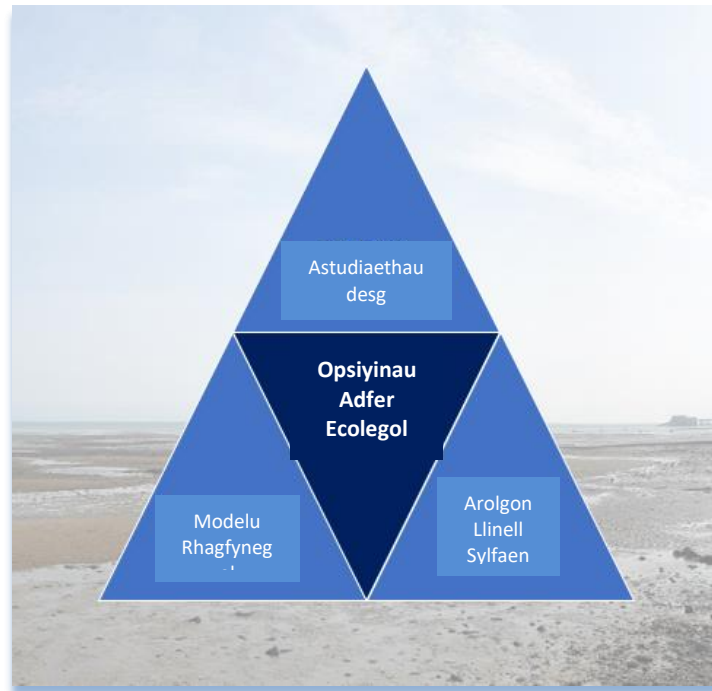 Astudiaethau
desg
Opsiyinau
Adfer
Ecolegol
Modelu
Rhagfyneg
Arolgon
Llinell
Sylfaen